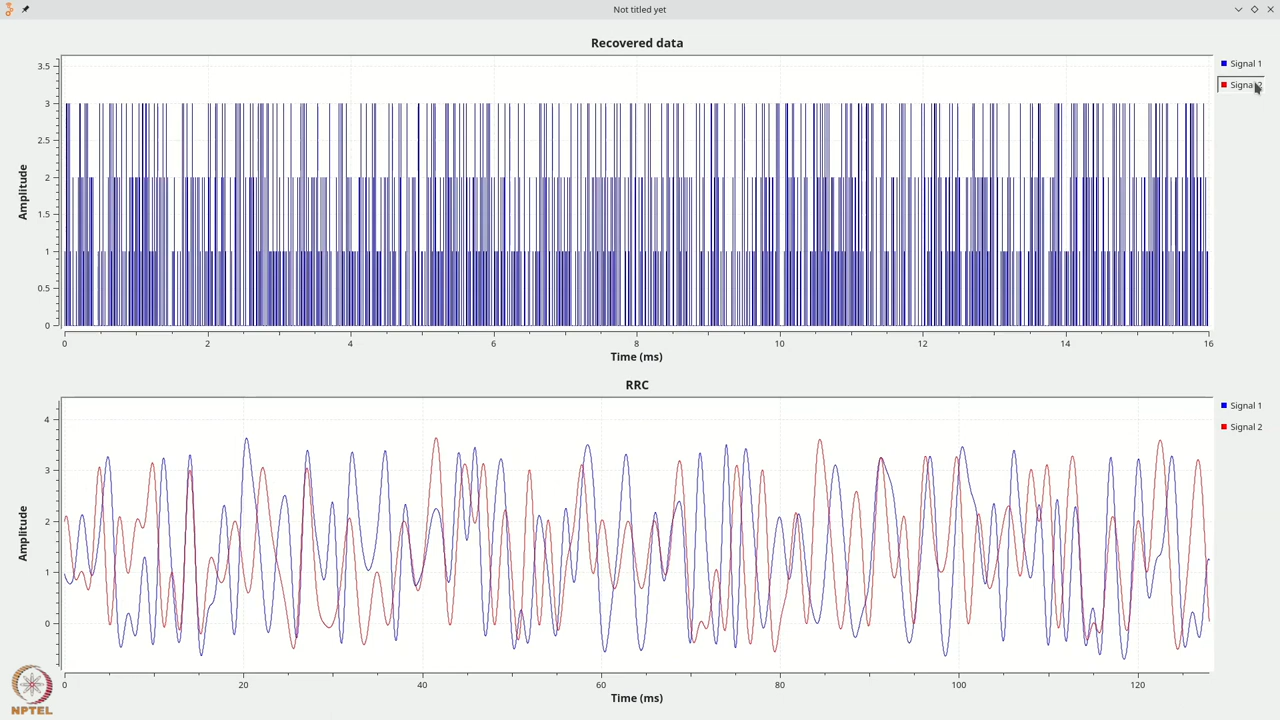 Not titled yet
Recovered data
Signal 1
Signal 2
Amplitude
3.5
3
2.5
2
1.5
1
0.5
0
0 2 4 6 8 10 12 14 16
Time (ms)
RRC
Signal 1
Signal 2
Amplitude
4
3
2
1
0
0 20 40 60 80 100 120
Time (ms)
NPTEL